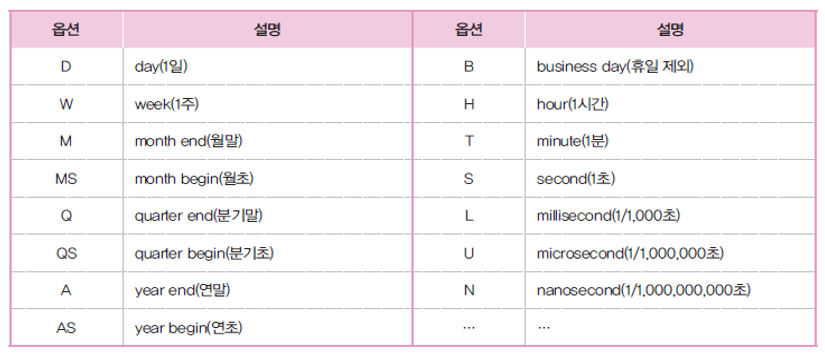 옵션 설명 옵션 설명
D day(1일) B business day(휴일 제외)
W week(1주) H hour(1시간)
M month end(월말) T minute(1분)
MS month begin(월초) S second(1초)
Q quarter end(분기말) L millisecond(1/1,000초)
QS quarter begin(분기초) U microsecond(1/1,000,000초)
A year end(연말) N nanosecond(1/1,000,000,000초)
AS year begin(연초) … …